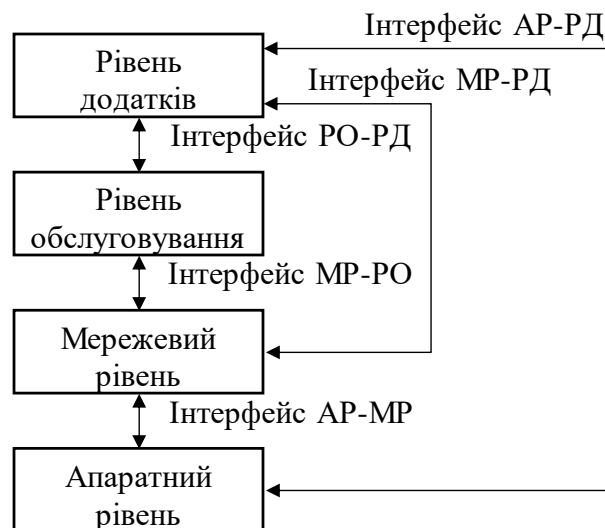 Інтерфейс АР-РД
Рівень
додатків
Інтерфейс МР-РД
Інтерфейс РО-РД
Рівень
обслуговування
Інтерфейс МР-РО
Мережевий
рівень
Інтерфейс АР-МР
Апаратний
рівень